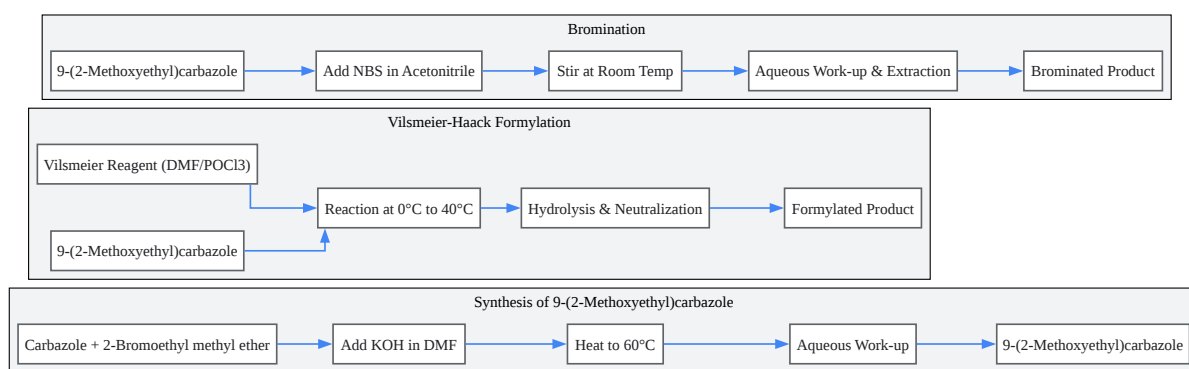 Bromination
9-(2-Methoxyethyl)carbazole
Add NBS in Acetonitrile
Stir at Room Temp
Aqueous Work-up & Extraction
Brominated Product
Vilsmeier-Haack Formylation
Vilsmeier Reagent (DMF/POCl3)
9-(2-Methoxyethyl)carbazole
Reaction at 0°C to 40°C
Hydrolysis & Neutralization
Formylated Product
Synthesis of 9-(2-Methoxyethyl)carbazole
Carbazole + 2-Bromoethyl methyl ether
Add KOH in DMF
Heat to 60°C
Aqueous Work-up
9-(2-Methoxyethyl)carbazole